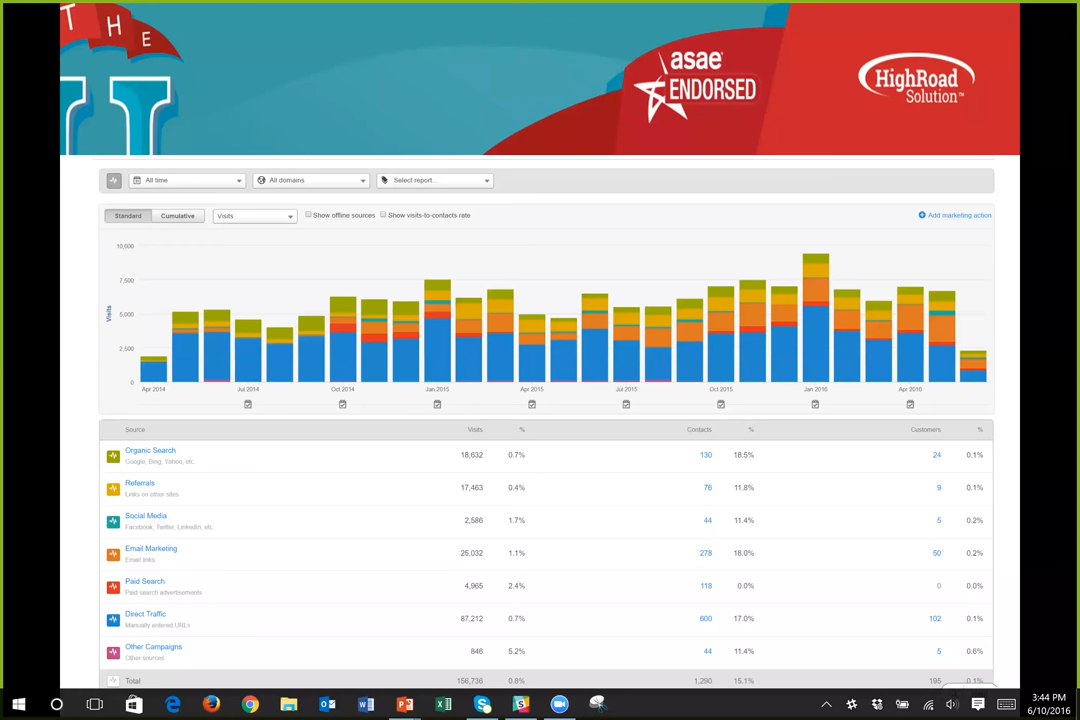 THE
asae
ENDORSED
HighRoad
Solution™
All time
All domains
Select report...
Standard
Cumulative
Visits
Show offline sources
Show visits-to-contacts rate
Add marketing action
10,000
7,500
5,000
2,500
0
Visits
Apr 2014
Jul 2014
Oct 2014
Jan 2015
Apr 2015
Jul 2015
Oct 2015
Jan 2016
Apr 2016
Source Visits % Contacts % Customers %
Organic Search 18,632 0.7% 130 18.5% 24 0.1%
Google, Bing, Yahoo, etc.
Referrals 17,463 0.4% 76 11.8% 9 0.1%
Links on other sites
Social Media 2,586 1.7% 44 11.4% 5 0.2%
Facebook, Twitter, LinkedIn, etc.
Email Marketing 25,032 1.1% 278 18.0% 50 0.2%
Email links
Paid Search 4,965 2.4% 118 0.0% 0 0.0%
Paid search advertisements
Direct Traffic 87,212 0.7% 600 17.0% 102 0.1%
Manually entered URLs
Other Campaigns 846 5.2% 44 11.4% 5 0.6%
Other sources
Total 156,736 0.8% 1,290 15.1% 195 0.1%
3:44 PM
6/10/2016